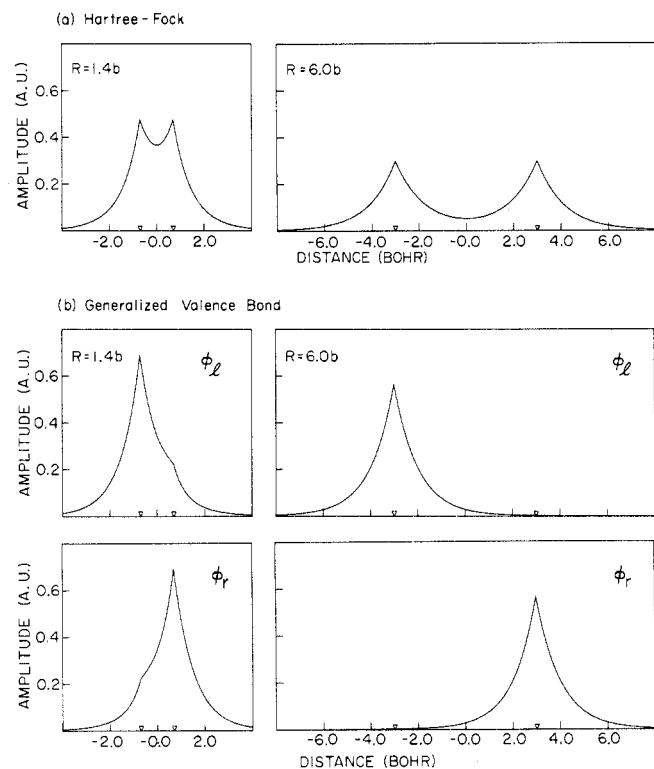 (a) Hartree-Fock
R=1.4b
R=6.0b
AMPLITUDE (A.U.)
0.6
0.4
0.2
-2.0 -0.0 2.0
-6.0 -4.0 -2.0 0.0 2.0 4.0 6.0
DISTANCE (BOHR)
(b) Generalized Valence Bond
R=1.4b
ϕℓ
R=6.0b
ϕℓ
AMPLITUDE (A.U.)
0.6
0.4
0.2
ϕr
ϕr
AMPLITUDE (A.U.)
0.6
0.4
0.2
-2.0 -0.0 2.0
-6.0 -4.0 -2.0 0.0 2.0 4.0 6.0
DISTANCE (BOHR)